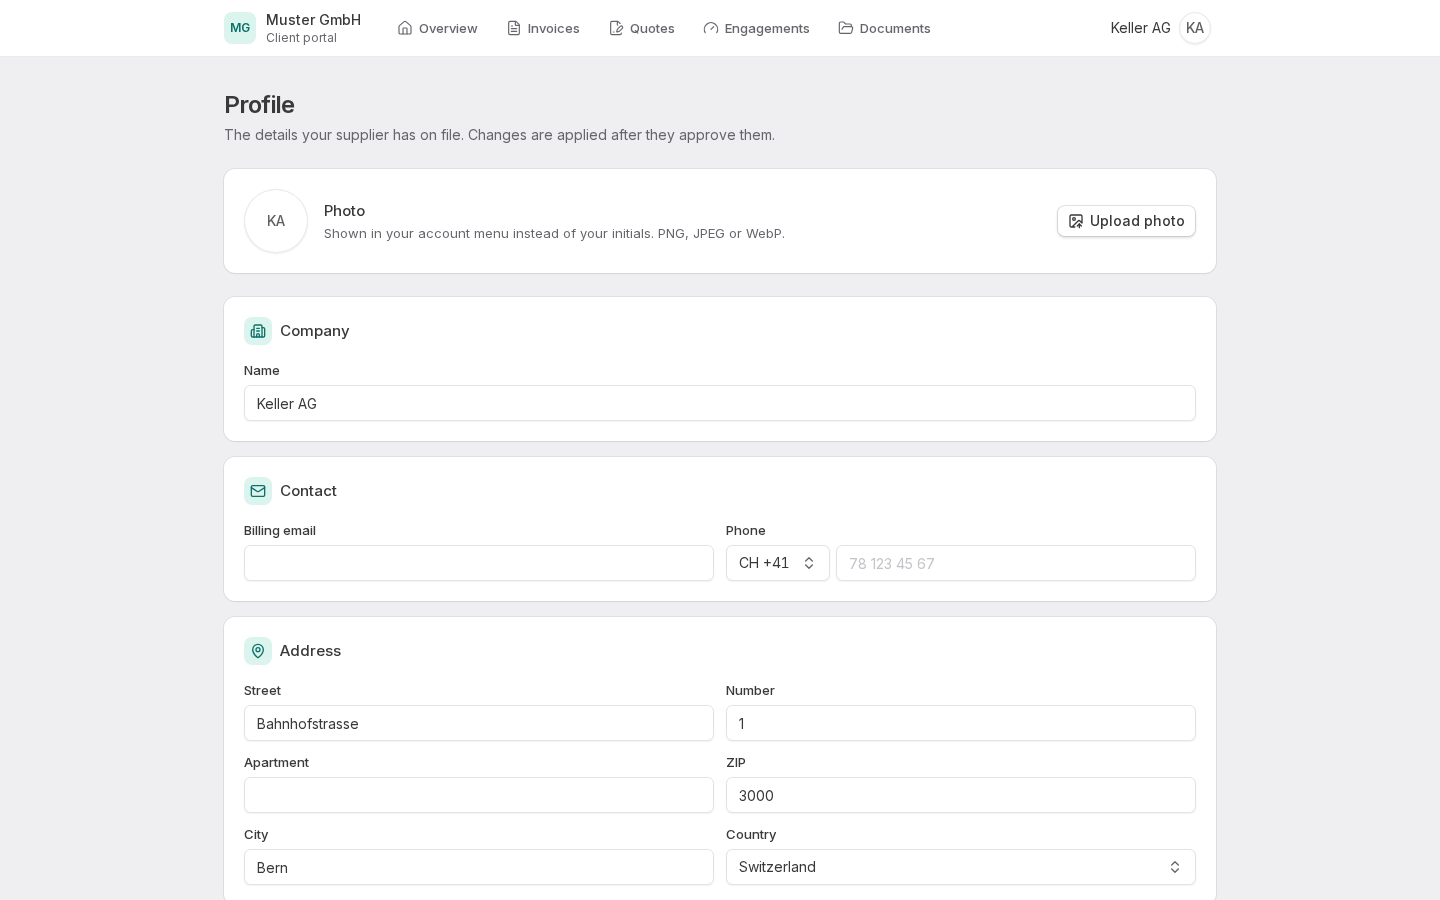 MG
Muster GmbH
Client portal
Overview
Invoices
Quotes
Engagements
Documents
Keller AG
KA
Profile
The details your supplier has on file. Changes are applied after they approve them.
KA
Photo
Shown in your account menu instead of your initials. PNG, JPEG or WebP.
Upload photo
Company
Name
Keller AG
Contact
Billing email
Phone
CH +41
78 123 45 67
Address
Street
Number
Bahnhofstrasse
1
Apartment
ZIP
3000
City
Country
Bern
Switzerland